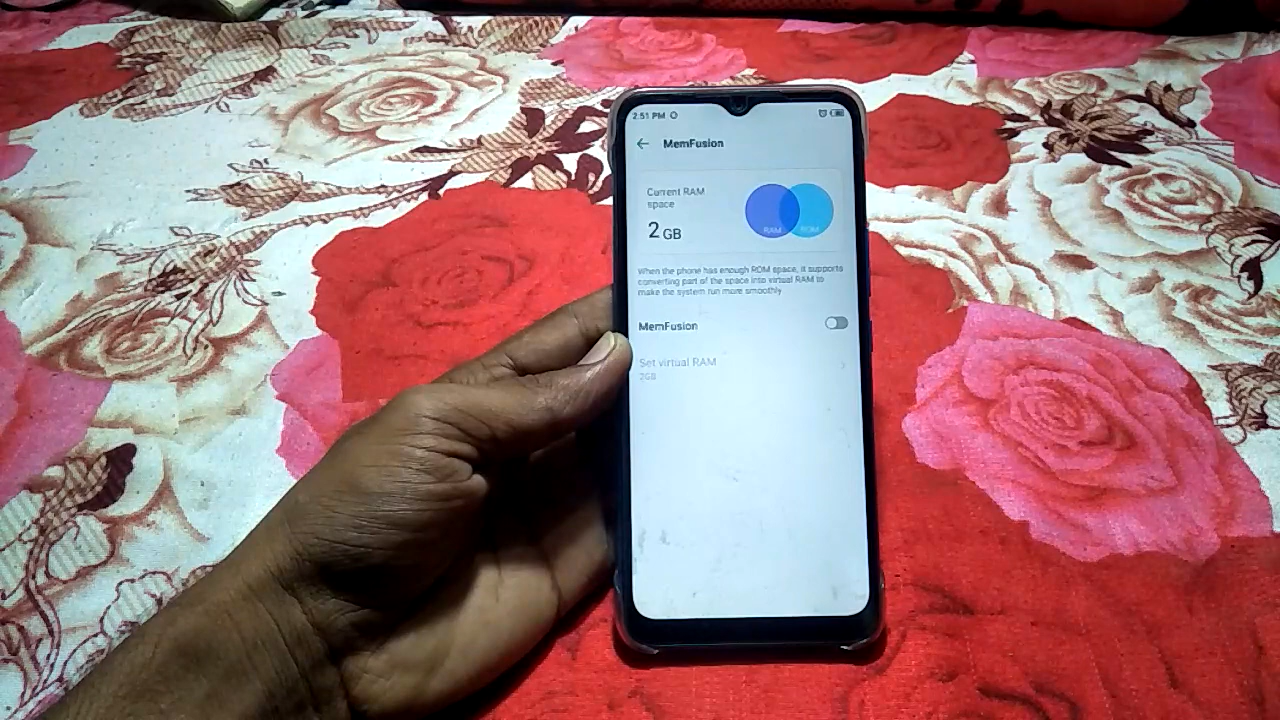 2:51 PM
MemFusion
Current RAM
space
2 GB
RAM
ROM
When the phone has enough ROM space, it supports
converting part of the space into virtual RAM to
make the system run more smoothly
MemFusion
Set virtual RAM
2GB